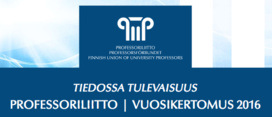 PROFESSORILIITTO
PROFESSORSFÖRBUNDET
FINNISH UNION OF UNIVERSITY PROFESSORS
TIEDOSSA TULEVAISUUS
PROFESSORILIITTO | VUOSIKERTOMUS 2016